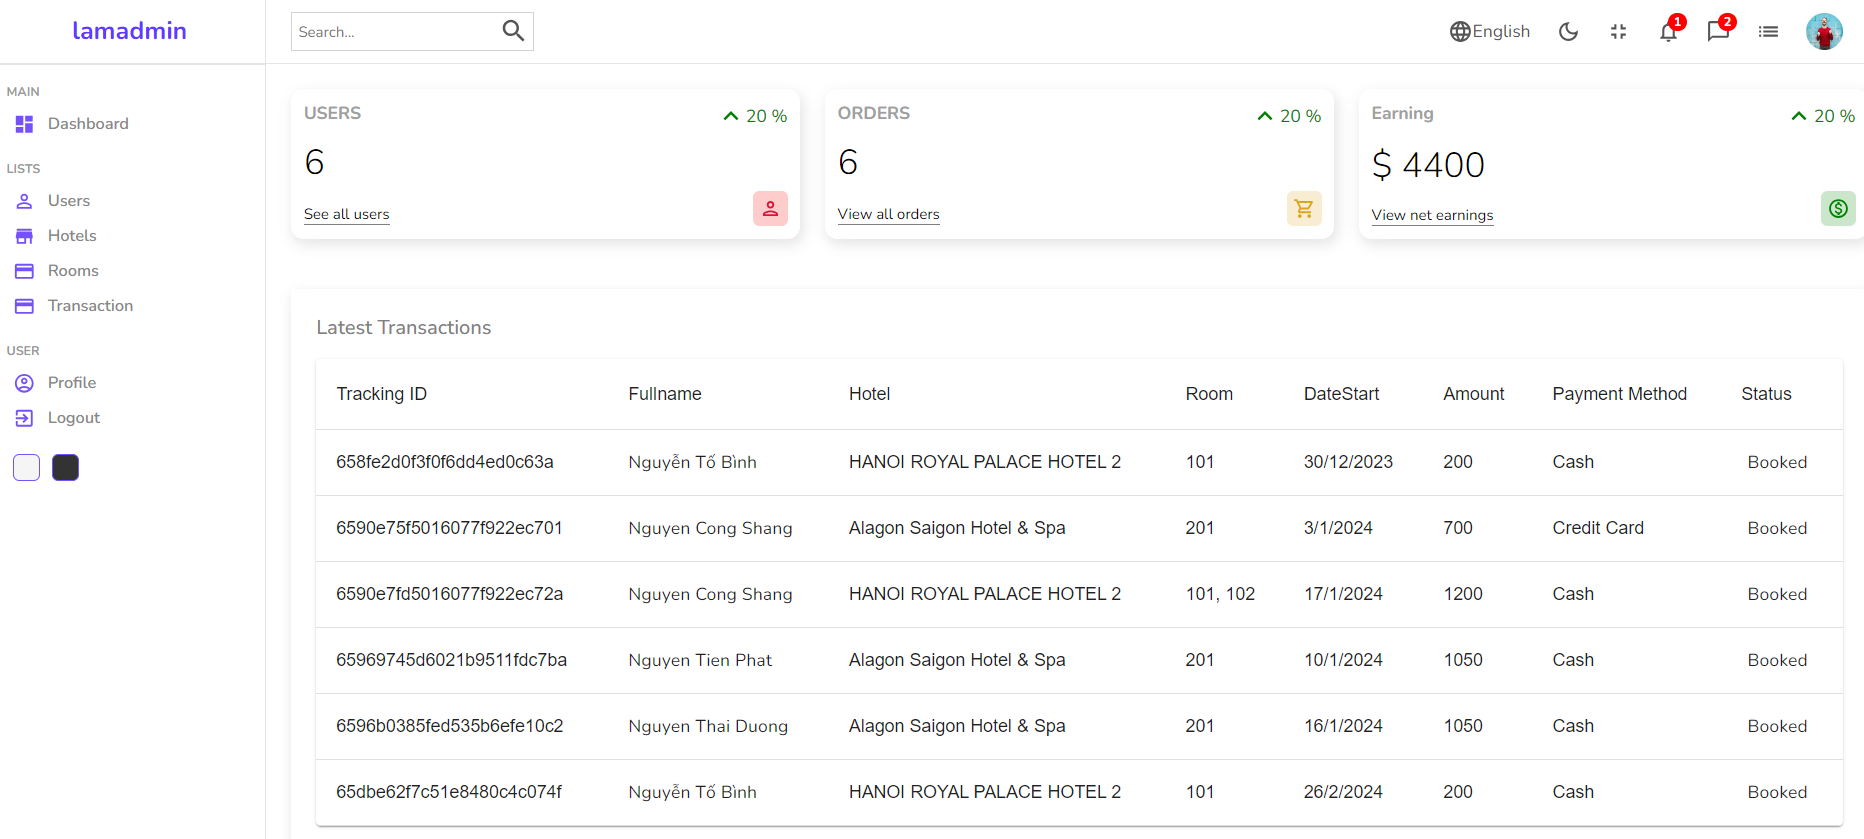 lamadmin
Search...
English
1
2
MAIN
Dashboard
LISTS
Users
Hotels
Rooms
Transaction
USER
Profile
Logout
USERS 20 %
6
See all users
ORDERS 20 %
6
View all orders
Earning 20 %
$ 4400
View net earnings
Latest Transactions
Tracking ID Fullname Hotel Room DateStart Amount Payment Method Status
658fe2d0f3f0f6dd4ed0c63a Nguyễn Tố Bình HANOI ROYAL PALACE HOTEL 2 101 30/12/2023 200 Cash Booked
6590e75f5016077f922ec701 Nguyen Cong Shang Alagon Saigon Hotel & Spa 201 3/1/2024 700 Credit Card Booked
6590e7fd5016077f922ec72a Nguyen Cong Shang HANOI ROYAL PALACE HOTEL 2 101, 102 17/1/2024 1200 Cash Booked
65969745d6021b9511fdc7ba Nguyen Tien Phat Alagon Saigon Hotel & Spa 201 10/1/2024 1050 Cash Booked
6596b0385fed535b6efe10c2 Nguyen Thai Duong Alagon Saigon Hotel & Spa 201 16/1/2024 1050 Cash Booked
65dbe62f7c51e8480c4c074f Nguyễn Tố Bình HANOI ROYAL PALACE HOTEL 2 101 26/2/2024 200 Cash Booked